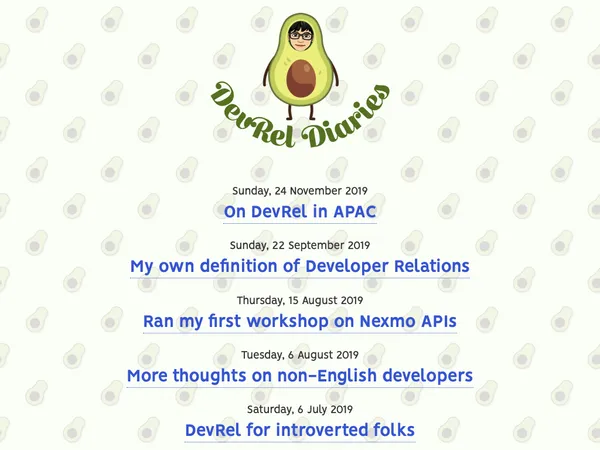 DevRel Diaries
Sunday, 24 November 2019
On DevRel in APAC
Sunday, 22 September 2019
My own definition of Developer Relations
Thursday, 15 August 2019
Ran my first workshop on Nexmo APIs
Tuesday, 6 August 2019
More thoughts on non-English developers
Saturday, 6 July 2019
DevRel for introverted folks